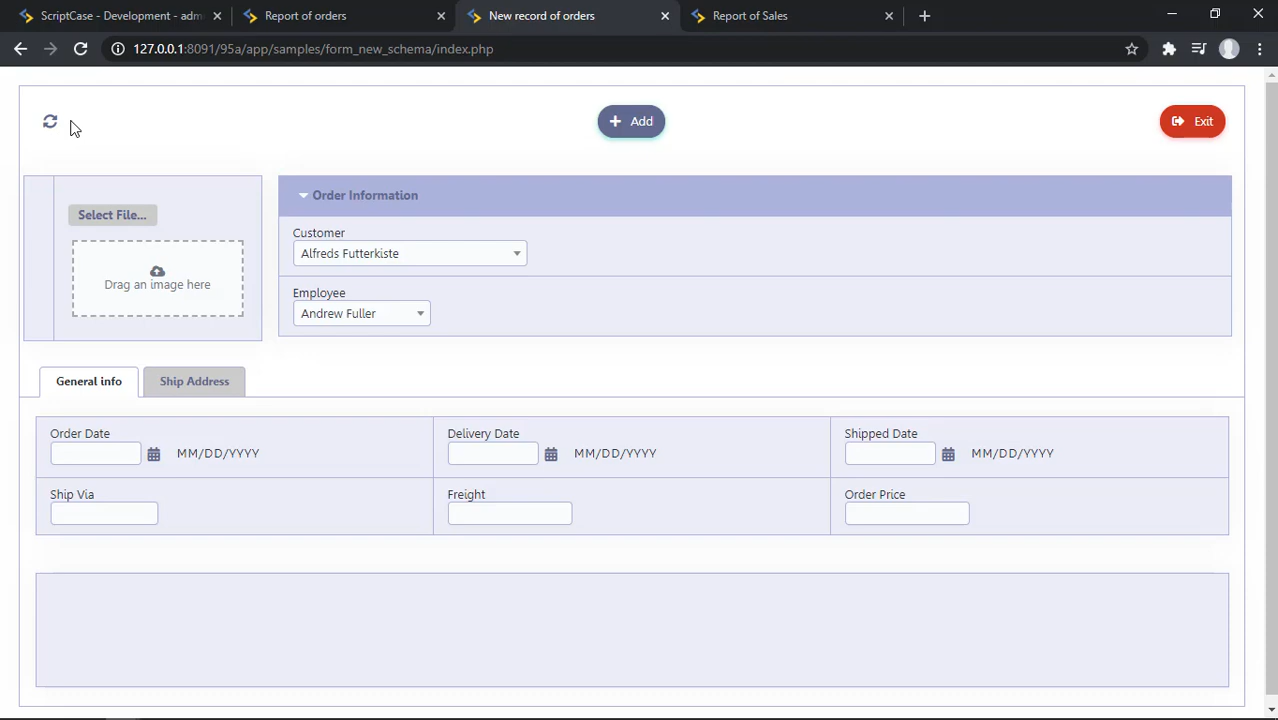 ScriptCase - Development - adm
Report of orders
New record of orders
Report of Sales
127.0.0.1:8091/95a/app/samples/form_new_schema/index.php
Add
Exit
Select File...
Drag an image here
Order Information
Customer
Alfreds Futterkiste
Employee
Andrew Fuller
General info
Ship Address
Order Date
MM/DD/YYYY
Delivery Date
MM/DD/YYYY
Shipped Date
MM/DD/YYYY
Ship Via
Freight
Order Price